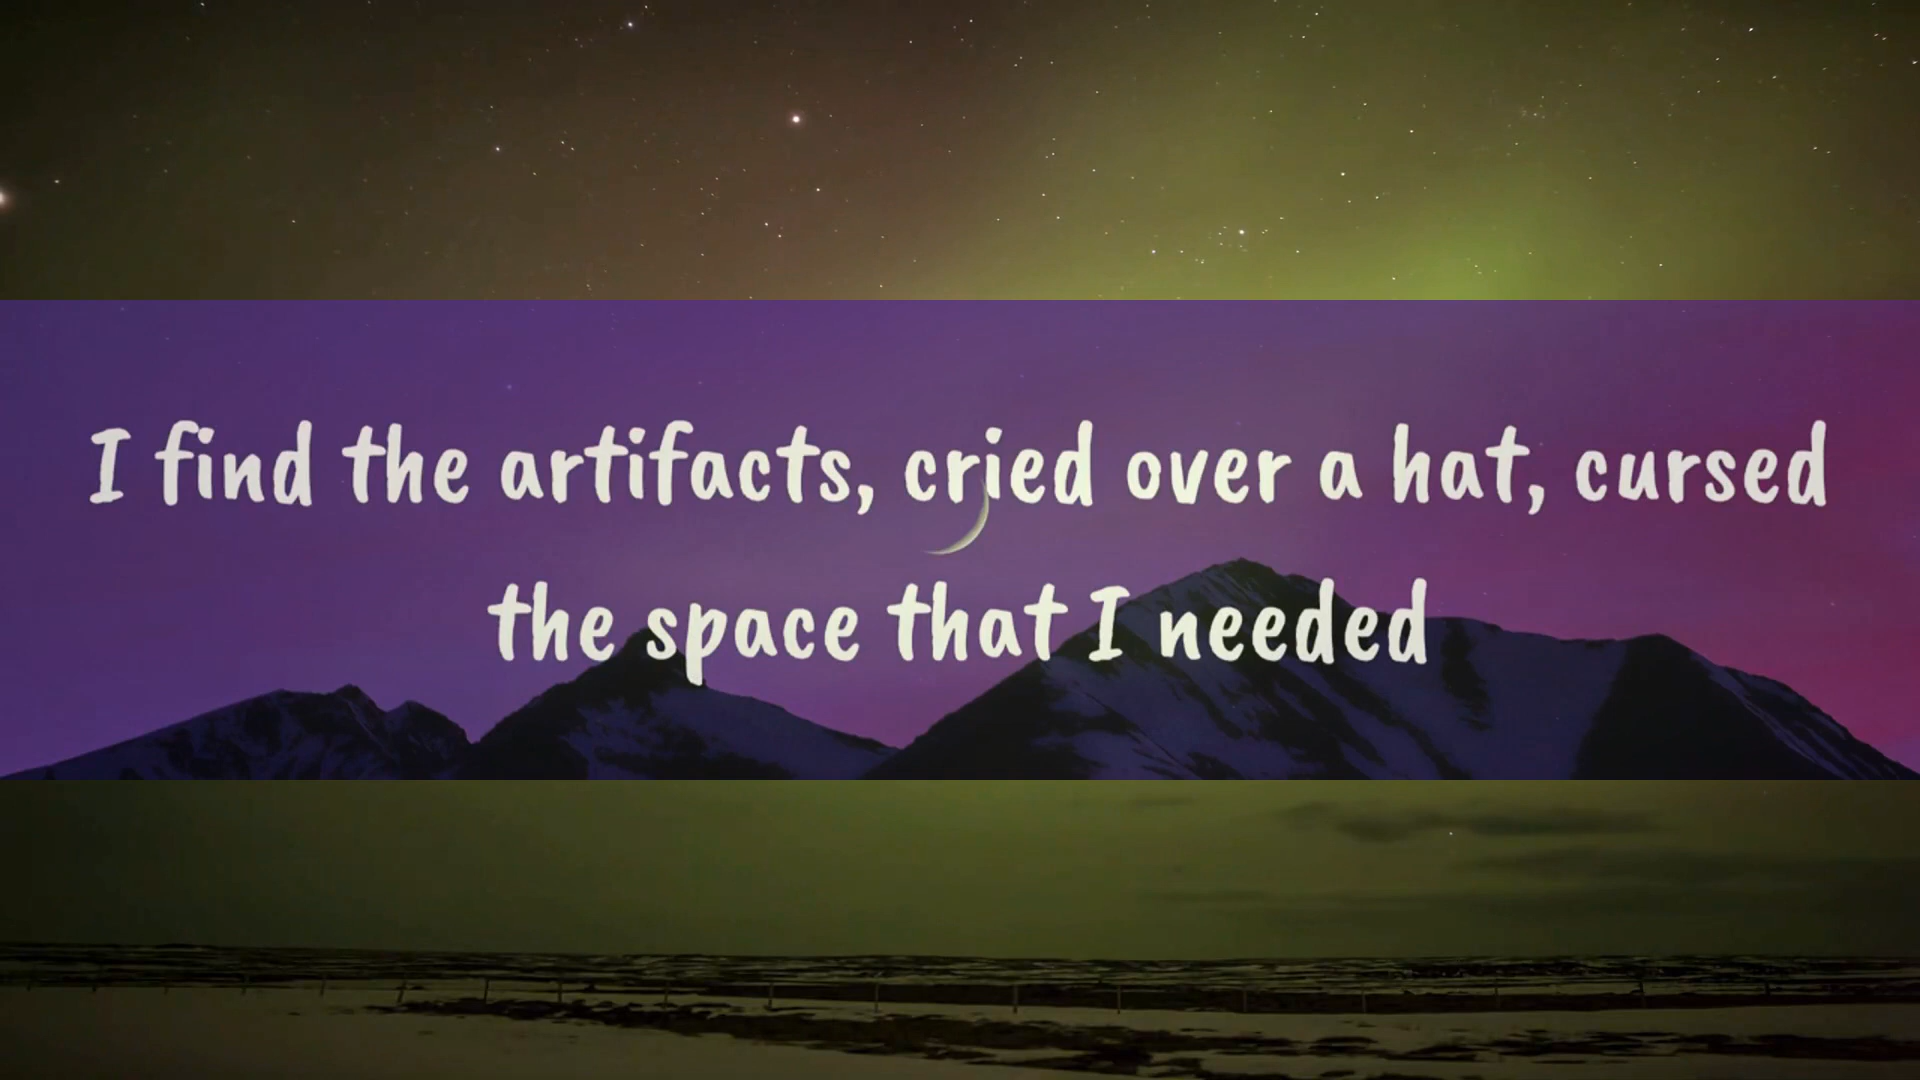 I find the artifacts, cried over a hat, cursed
the space that I needed